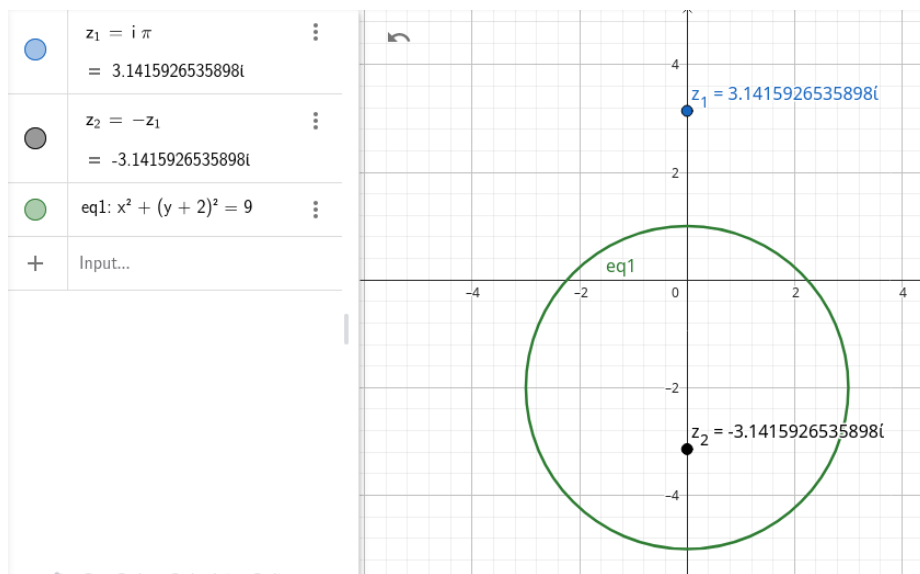 z₁ = i π
= 3.1415926535898ί
z₂ = −z₁
= -3.1415926535898ί
eq1: x² + (y + 2)² = 9
+ Input...
4
z₁ = 3.1415926535898ί
2
eq1
−4 −2 0 2 4
−2
z₂ = -3.1415926535898ί
−4